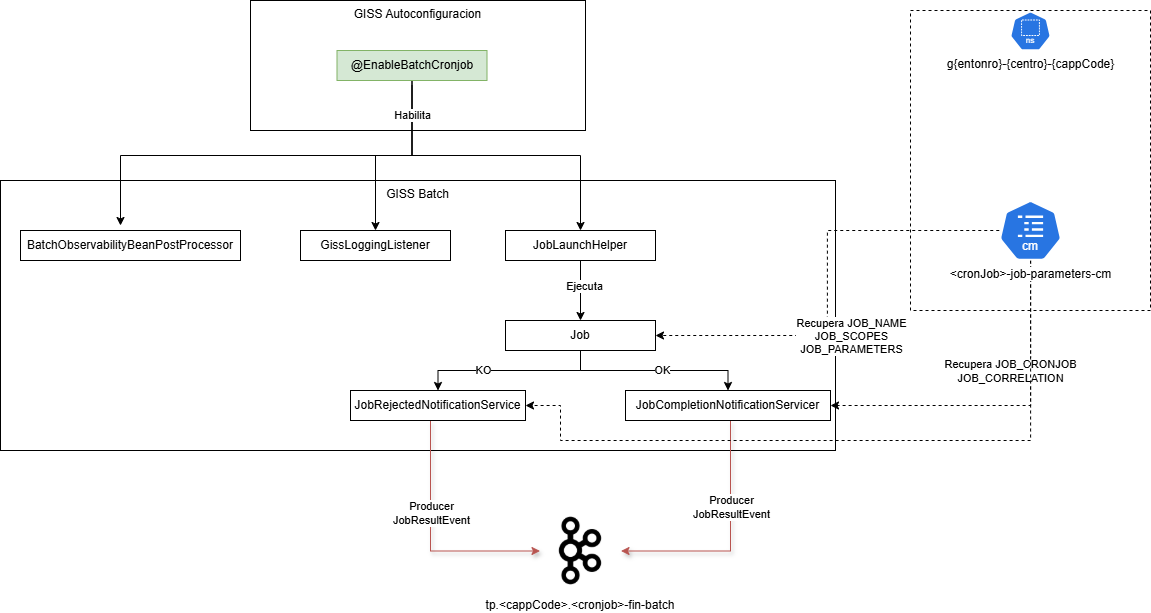 GISS Autoconfiguracion
@EnableBatchCronjob
Habilita
ns
g{entonro}-{centro}-{cappCode}
GISS Batch
BatchObservabilityBeanPostProcessor
GissLoggingListener
JobLaunchHelper
cm
<cronJob>-job-parameters-cm
Ejecuta
Job
Recupera JOB_NAME
JOB_SCOPES
JOB_PARAMETERS
Recupera JOB_CRONJOB
JOB_CORRELATION
KO
OK
JobRejectedNotificationService
JobCompletionNotificationServicer
Producer
JobResultEvent
Producer
JobResultEvent
tp.<cappCode>.<cronjob>-fin-batch